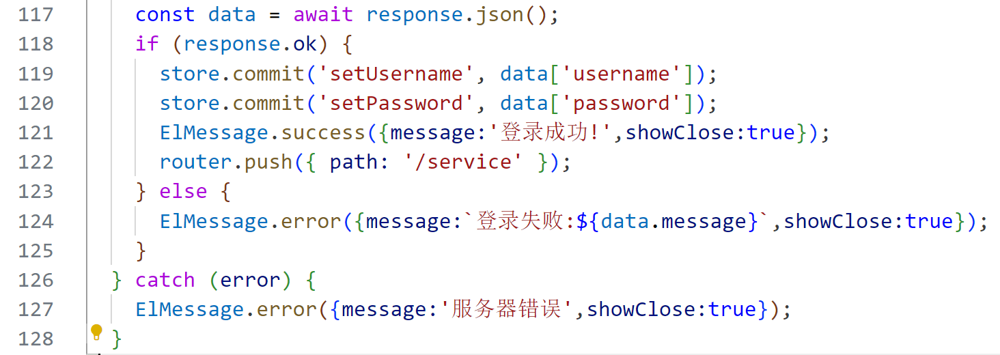 117 const data = await response.json();
118 if (response.ok) {
119 store.commit('setUsername', data['username']);
120 store.commit('setPassword', data['password']);
121 ElMessage.success({message:'登录成功!',showClose:true});
122 router.push({ path: '/service' });
123 } else {
124 ElMessage.error({message:`登录失败:${data.message}`,showClose:true});
125 }
126 } catch (error) {
127 ElMessage.error({message:'服务器错误',showClose:true});
128 }